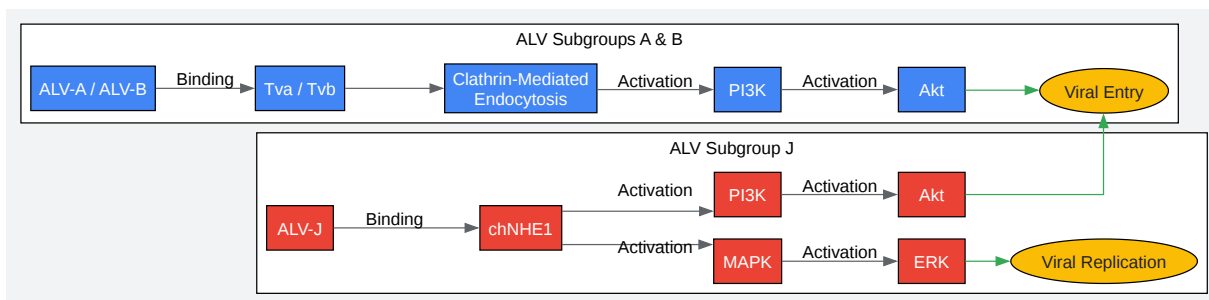 ALV Subgroups A & B
ALV-A / ALV-B
Binding
Tva / Tvb
Clathrin-Mediated
Endocytosis
Activation
PI3K
Activation
Akt
Viral Entry
ALV Subgroup J
ALV-J
Binding
chNHE1
Activation
PI3K
Activation
Akt
Activation
MAPK
Activation
ERK
Viral Replication